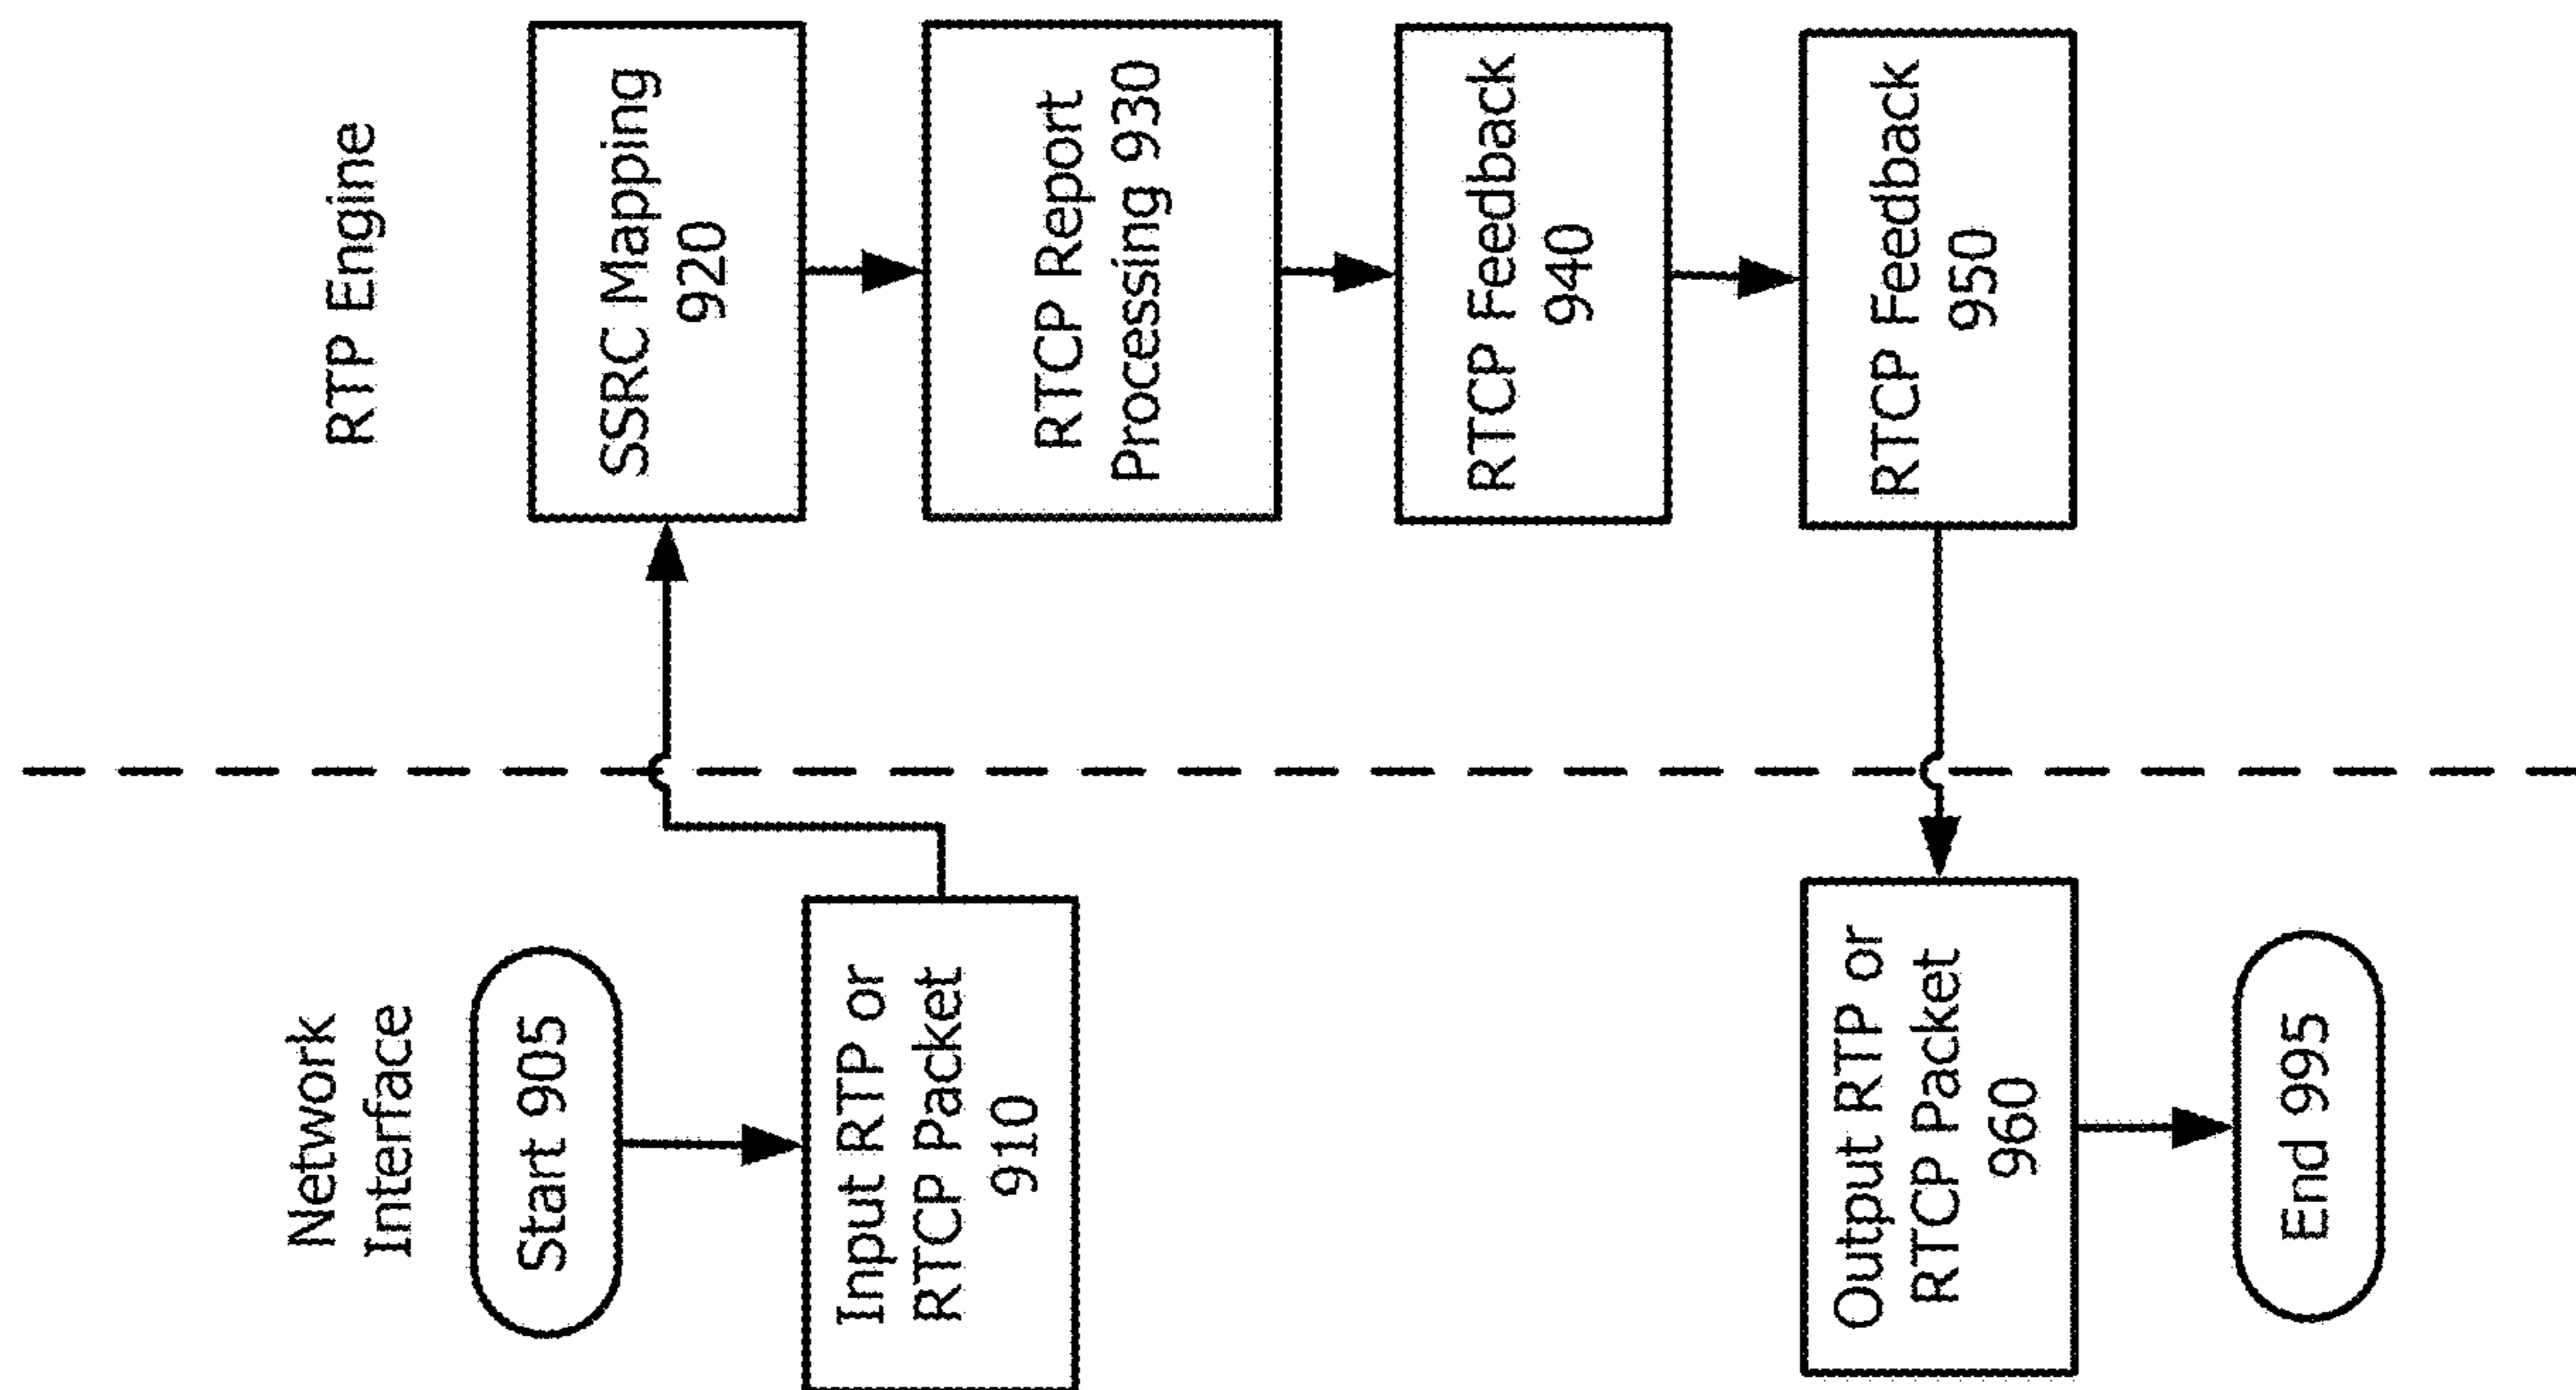 Network
Interface
RTP Engine
Start 905
Input RTP or
RTCP Packet
910
SSRC Mapping
920
RTCP Report
Processing 930
RTCP Feedback
940
RTCP Feedback
950
Output RTP or
RTCP Packet
960
End 995